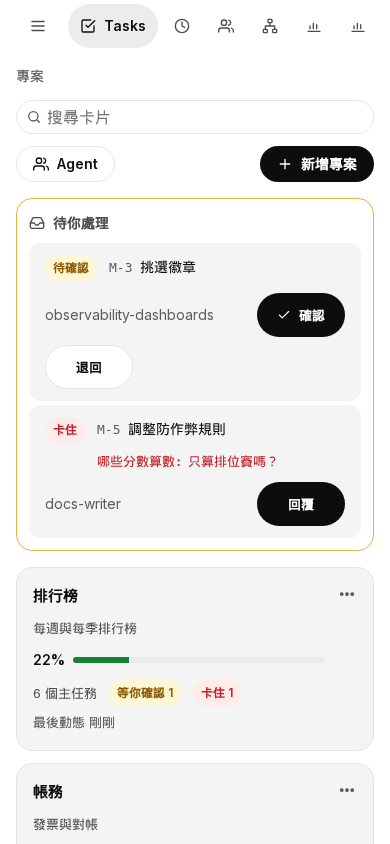 Tasks
專案
搜尋卡片
Agent
新增專案
待你處理
待確認 M-3 挑選徽章
observability-dashboards
確認
退回
卡住 M-5 調整防作弊規則
哪些分數算數：只算排位賽嗎？
docs-writer
回覆
排行榜
每週與每季排行榜
22%
6 個主任務 等你確認 1 卡住 1
最後動態 剛剛
帳務
發票與對帳